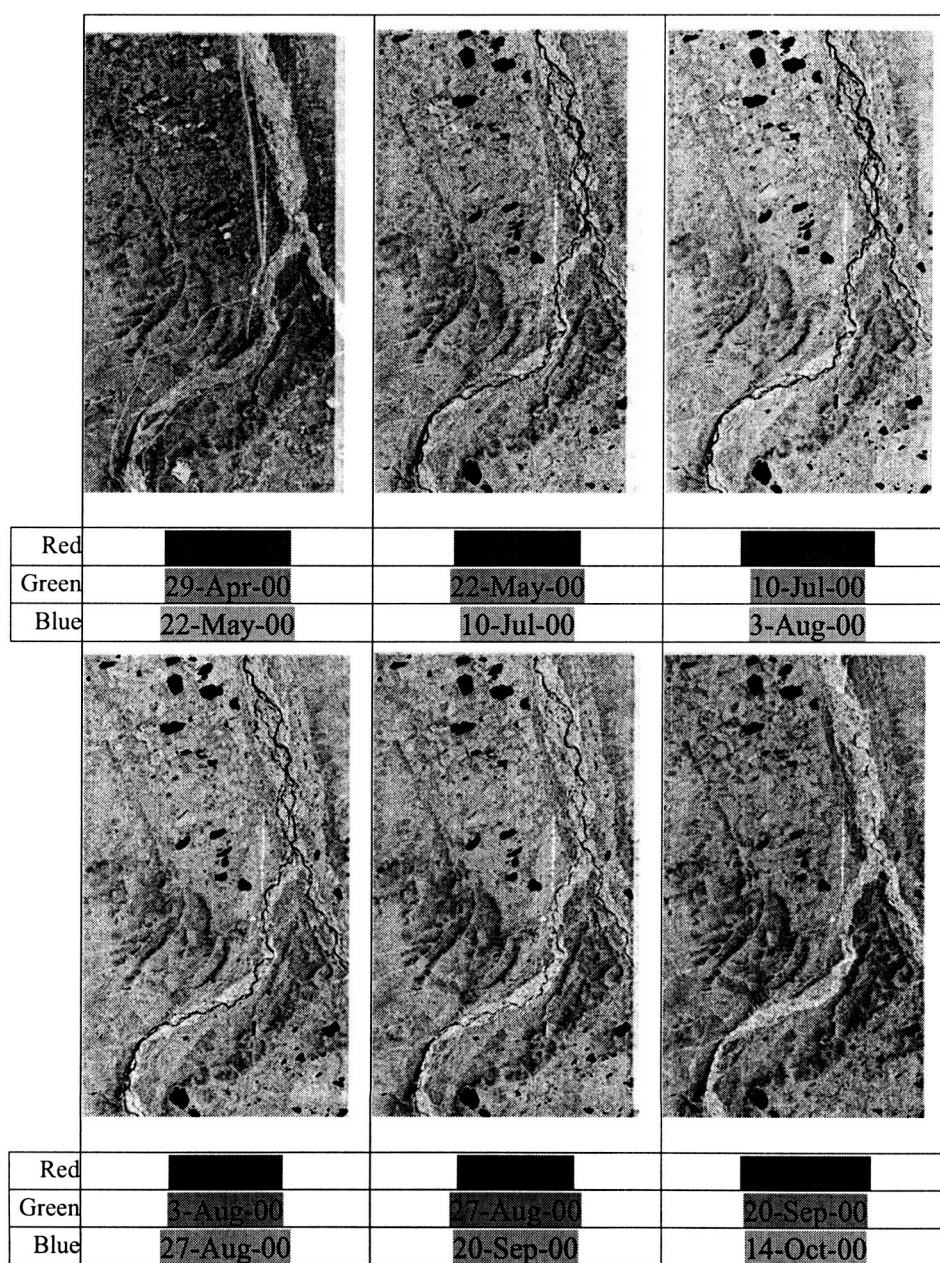 Red
Green 29-Apr-00 22-May-00 10-Jul-00
Blue 22-May-00 10-Jul-00 3-Aug-00
Red
Green 3-Aug-00 27-Aug-00 20-Sep-00
Blue 27-Aug-00 20-Sep-00 14-Oct-00